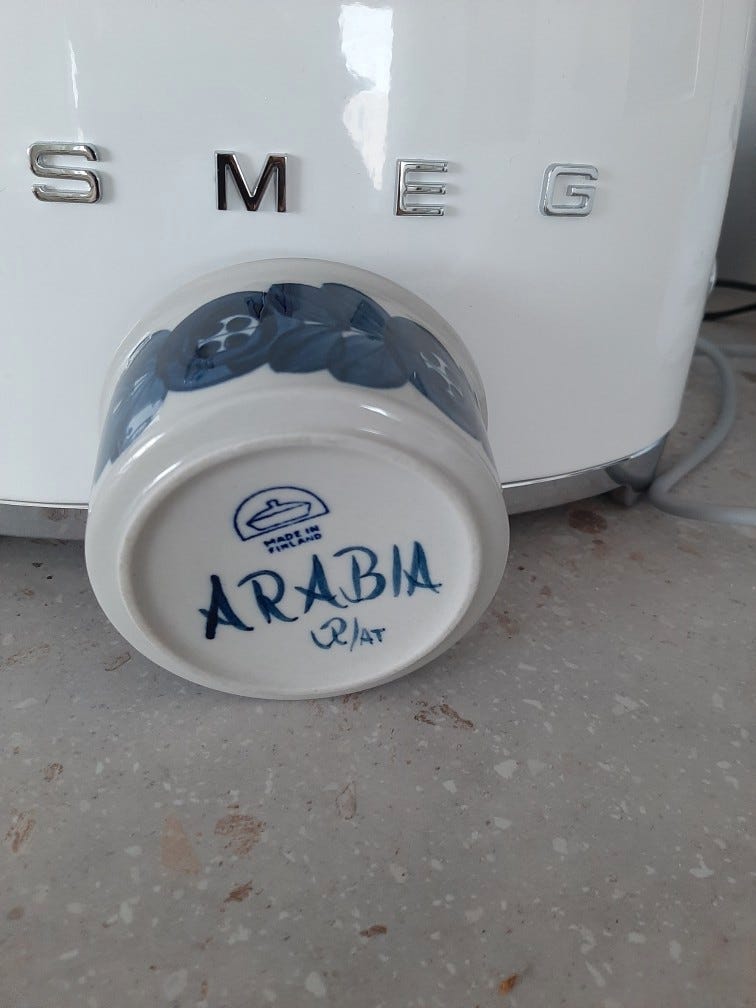 SMEG
MADE IN
FINLAND
ARABIA
R/AT